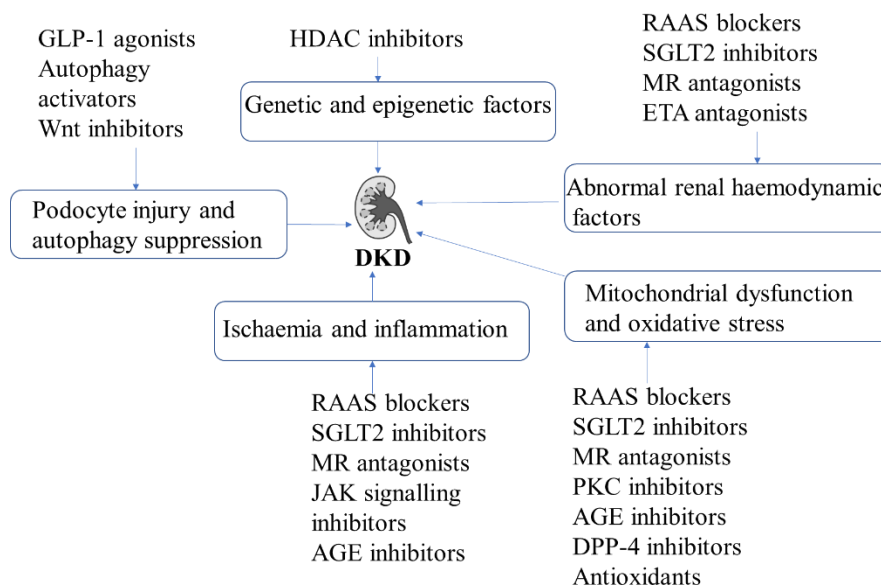 GLP-1 agonists
Autophagy
activators
Wnt inhibitors
HDAC inhibitors
RAAS blockers
SGLT2 inhibitors
MR antagonists
ETA antagonists
Genetic and epigenetic factors
Podocyte injury and
autophagy suppression
Abnormal renal haemodynamic
factors
DKD
Ischaemia and inflammation
Mitochondrial dysfunction
and oxidative stress
RAAS blockers
SGLT2 inhibitors
MR antagonists
JAK signalling
inhibitors
AGE inhibitors
RAAS blockers
SGLT2 inhibitors
MR antagonists
PKC inhibitors
AGE inhibitors
DPP-4 inhibitors
Antioxidants